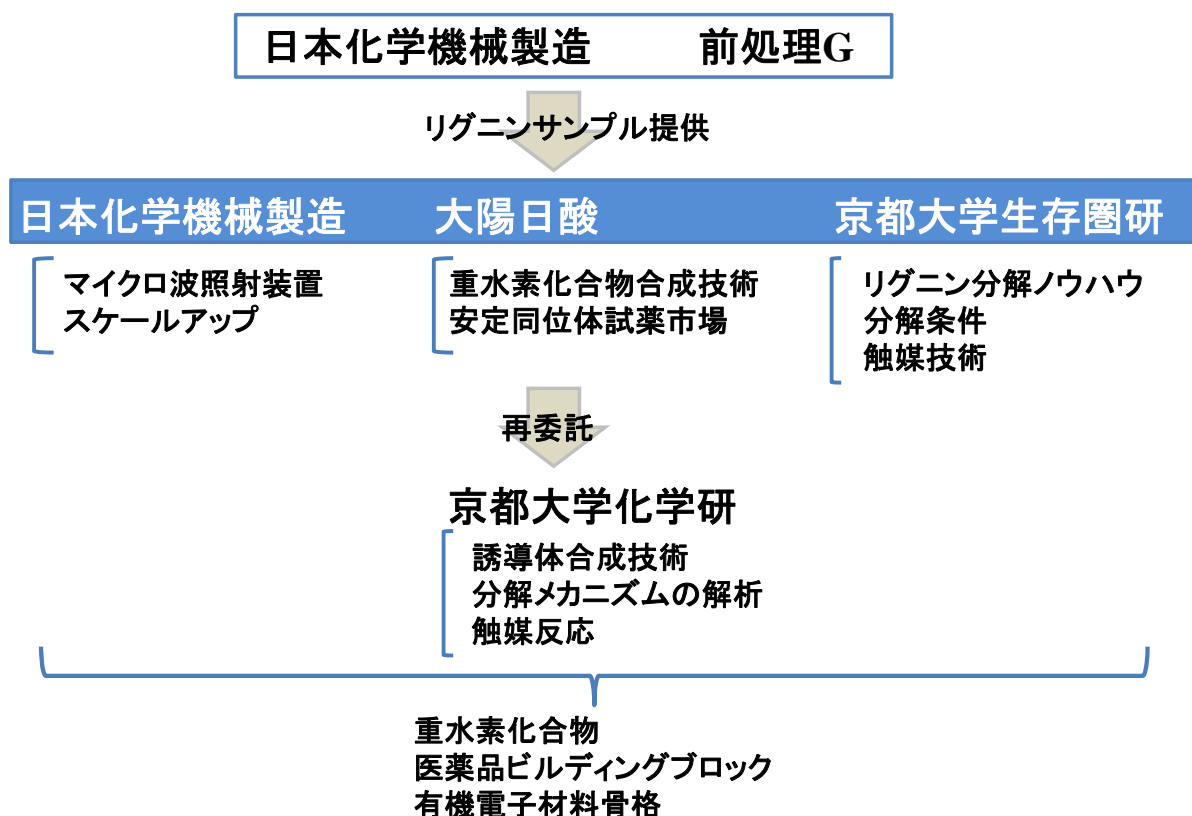 日本化学機械製造 前処理G
リグニンサンプル提供
日本化学機械製造 大陽日酸 京都大学生存圏研
マイクロ波照射装置
スケールアップ
重水素化合物合成技術
安定同位体試薬市場
リグニン分解ノウハウ
分解条件
触媒技術
再委託
京都大学化学研
誘導体合成技術
分解メカニズムの解析
触媒反応
重水素化合物
医薬品ビルディングブロック
有機電子材料骨格